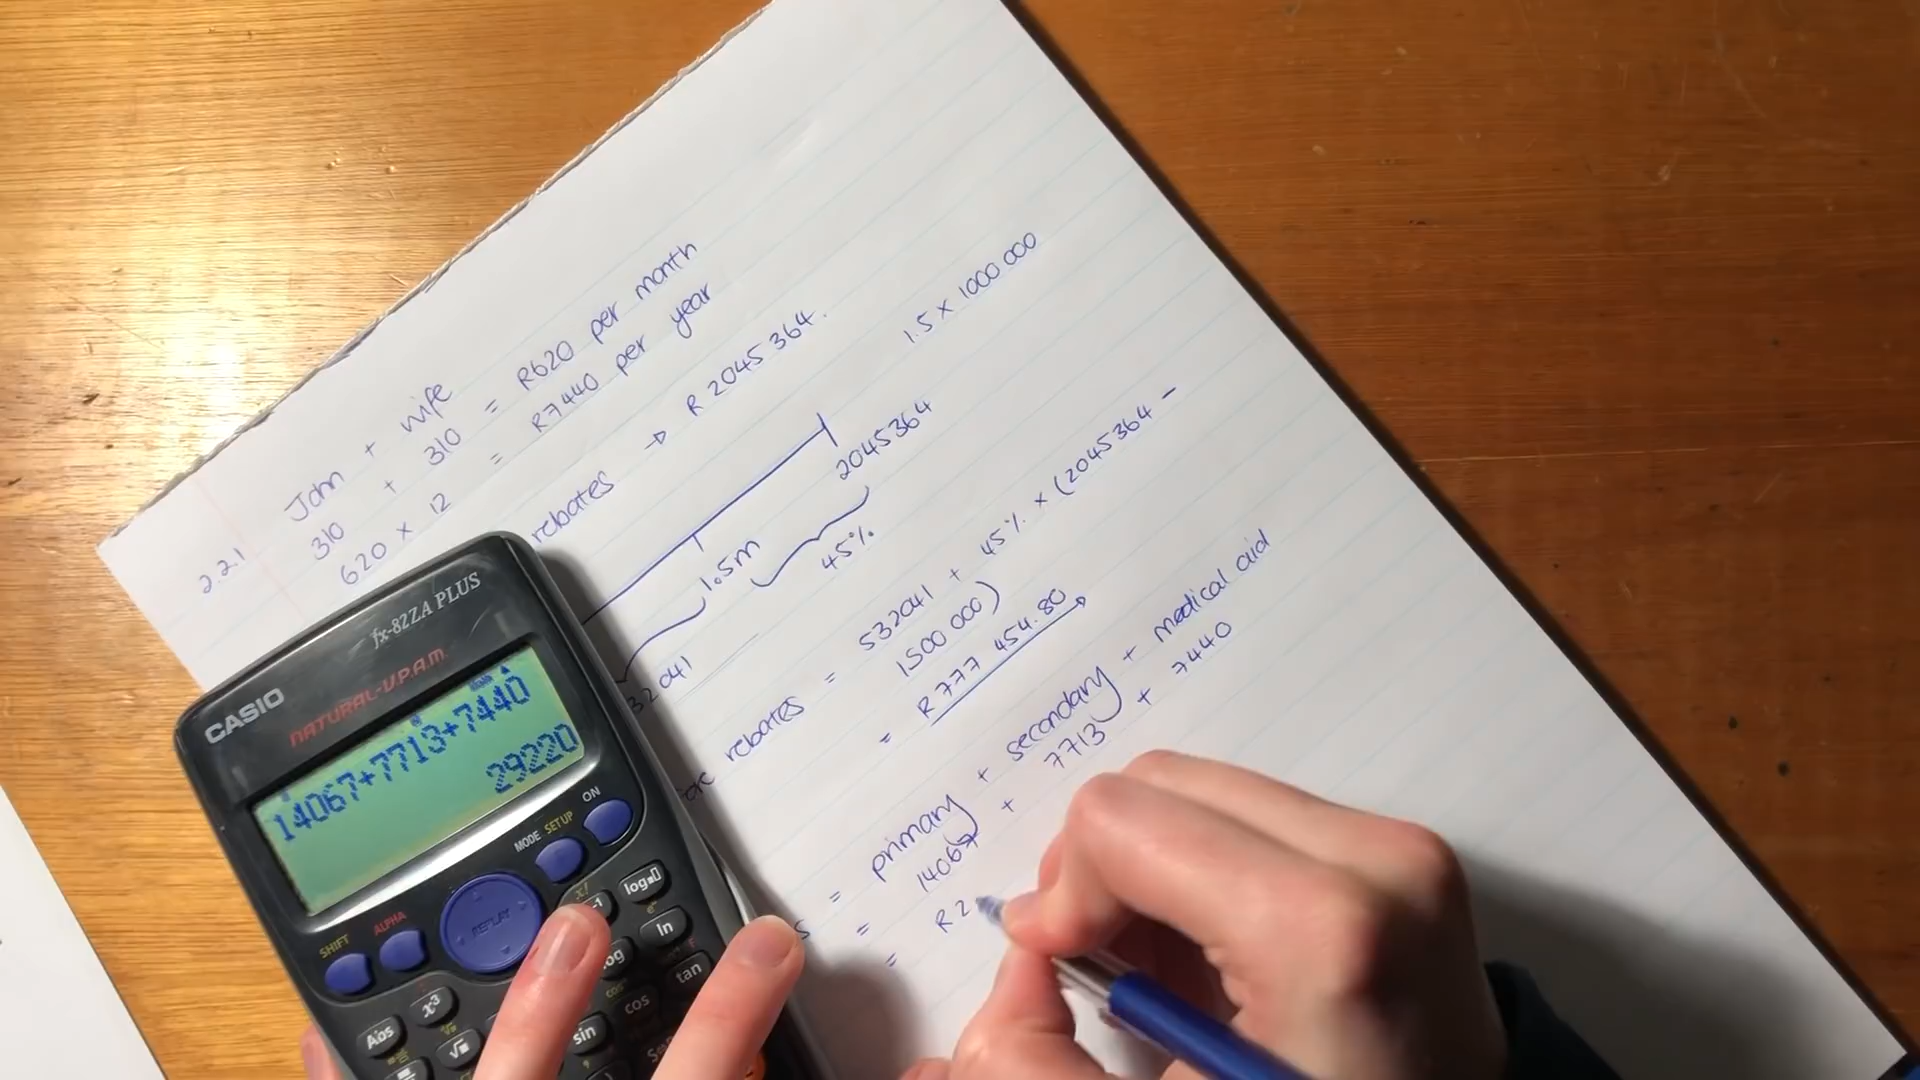 2.2.1 John + wife
310 + 310 = R620 per month
620 × 12 = R7440 per year
rebates → R 2045 364.
1.5 × 1000 000
1.5m
2045364
45%
32041
rebates = 532041 + 45% × (2045364 -
1500 000)
= R777 454.80
= primary + secondary + medical aid
= 14067 + 7713 + 7440
= R2
CASIO
fx-82ZA PLUS
NATURAL-V.P.A.M.
14067+7713+7440
29220
SHIFT
ALPHA
REPLAY
MODE SETUP
ON
x!
log
Abs
x³
ln
sin
cos
tan